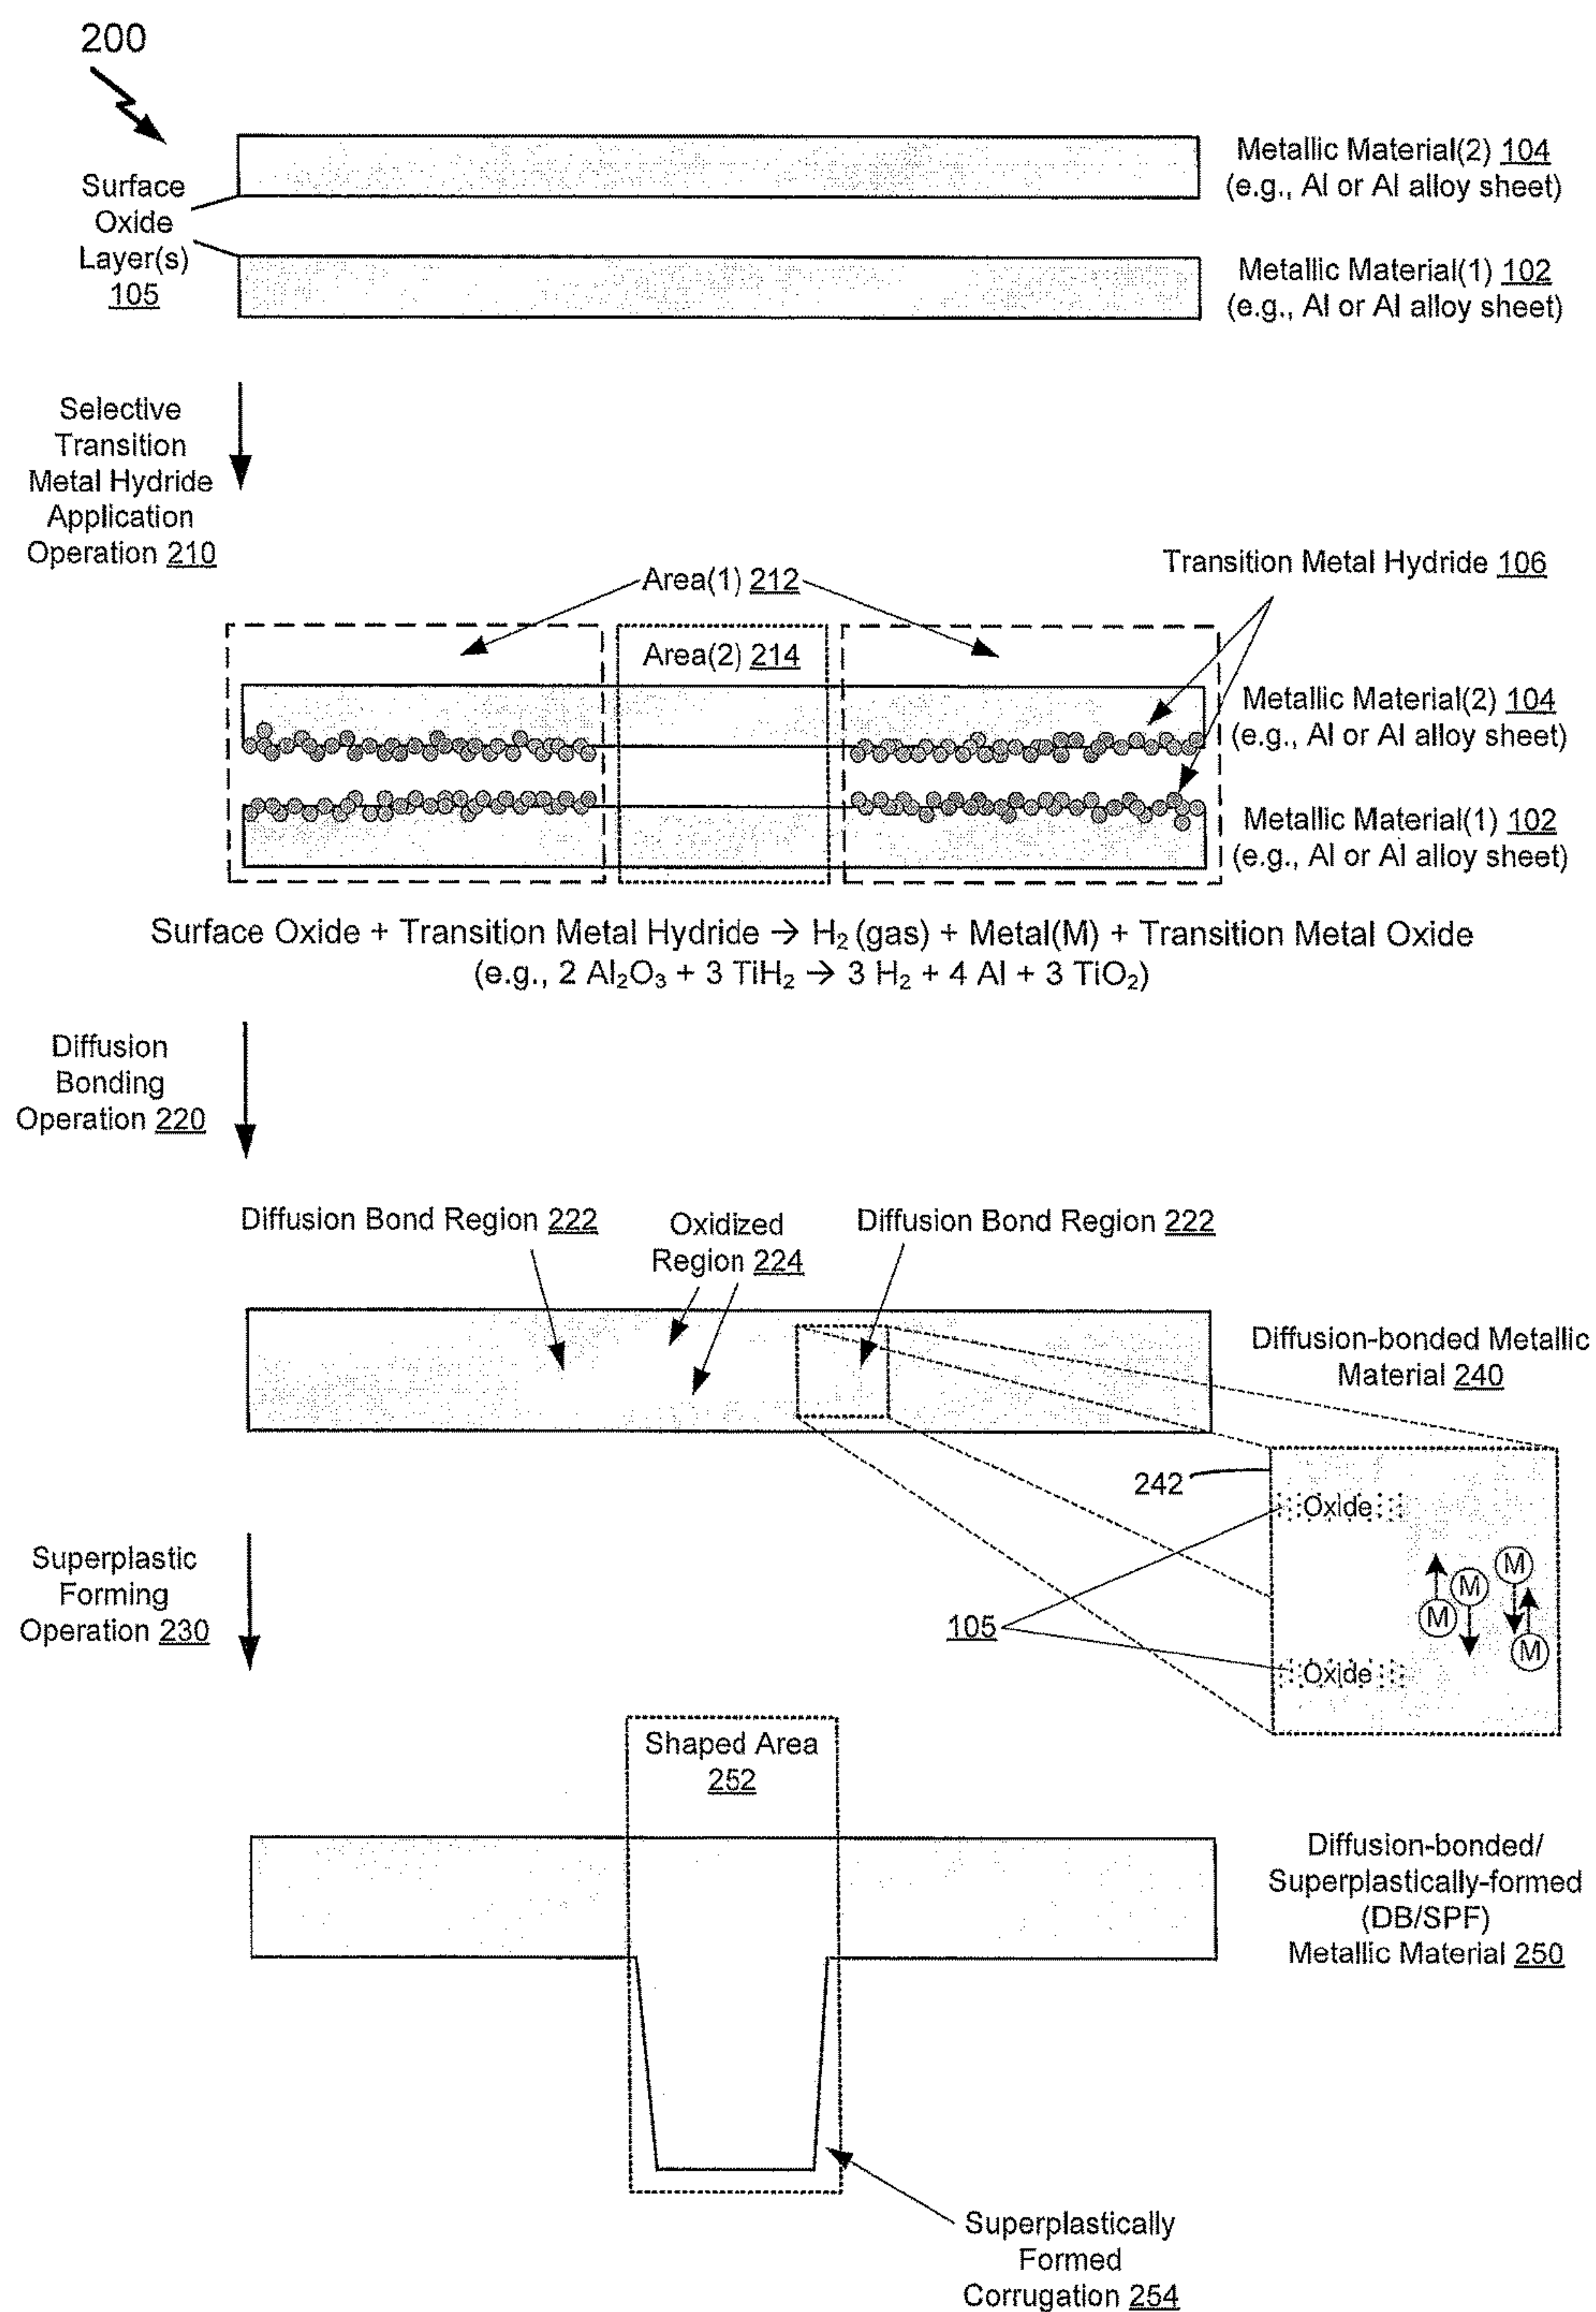 200
Metallic Material(2) 104
(e.g., Al or Al alloy sheet)
Surface
Oxide
Layer(s)
105
Metallic Material(1) 102
(e.g., Al or Al alloy sheet)
Selective
Transition
Metal Hydride
Application
Operation 210
Area(1) 212
Transition Metal Hydride 106
Area(2) 214
Metallic Material(2) 104
(e.g., Al or Al alloy sheet)
Metallic Material(1) 102
(e.g., Al or Al alloy sheet)
Surface Oxide + Transition Metal Hydride → H₂ (gas) + Metal(M) + Transition Metal Oxide
(e.g., 2 Al₂O₃ + 3 TiH₂ → 3 H₂ + 4 Al + 3 TiO₂)
Diffusion
Bonding
Operation 220
Diffusion Bond Region 222
Oxidized
Region 224
Diffusion Bond Region 222
Diffusion-bonded Metallic
Material 240
242
Oxide
M
M
M
M
105
Oxide
Superplastic
Forming
Operation 230
Shaped Area
252
Diffusion-bonded/
Superplastically-formed
(DB/SPF)
Metallic Material 250
Superplastically
Formed
Corrugation 254